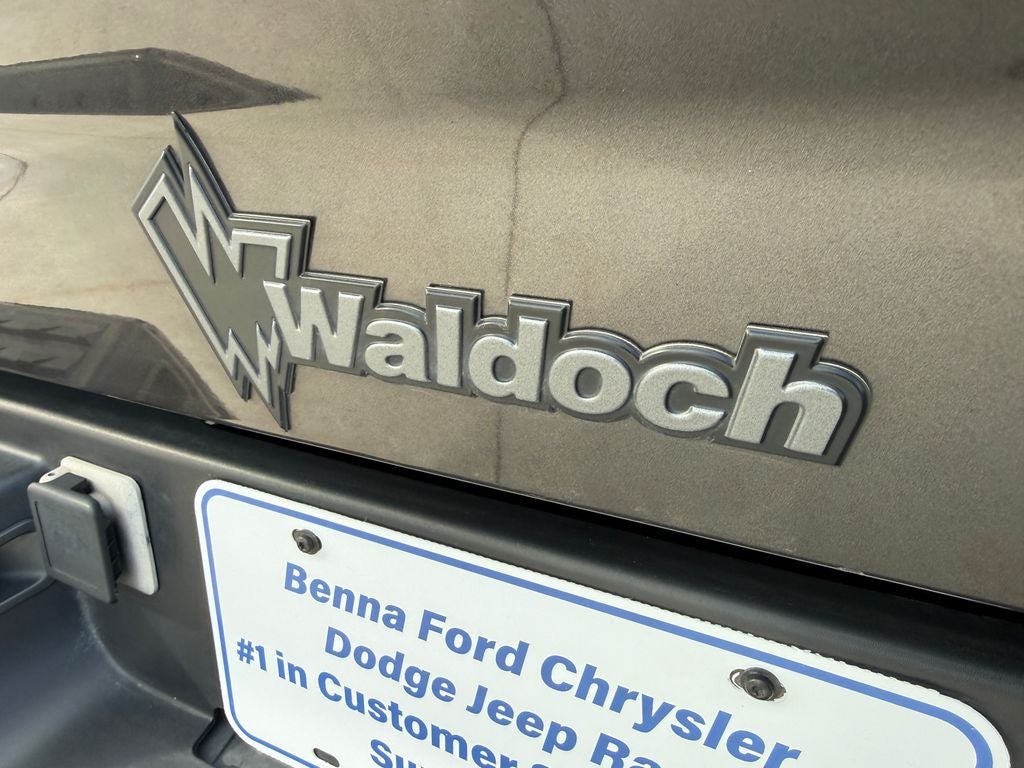 Waldoch
Benna Ford Chrysler
Dodge Jeep
#1 in Customer